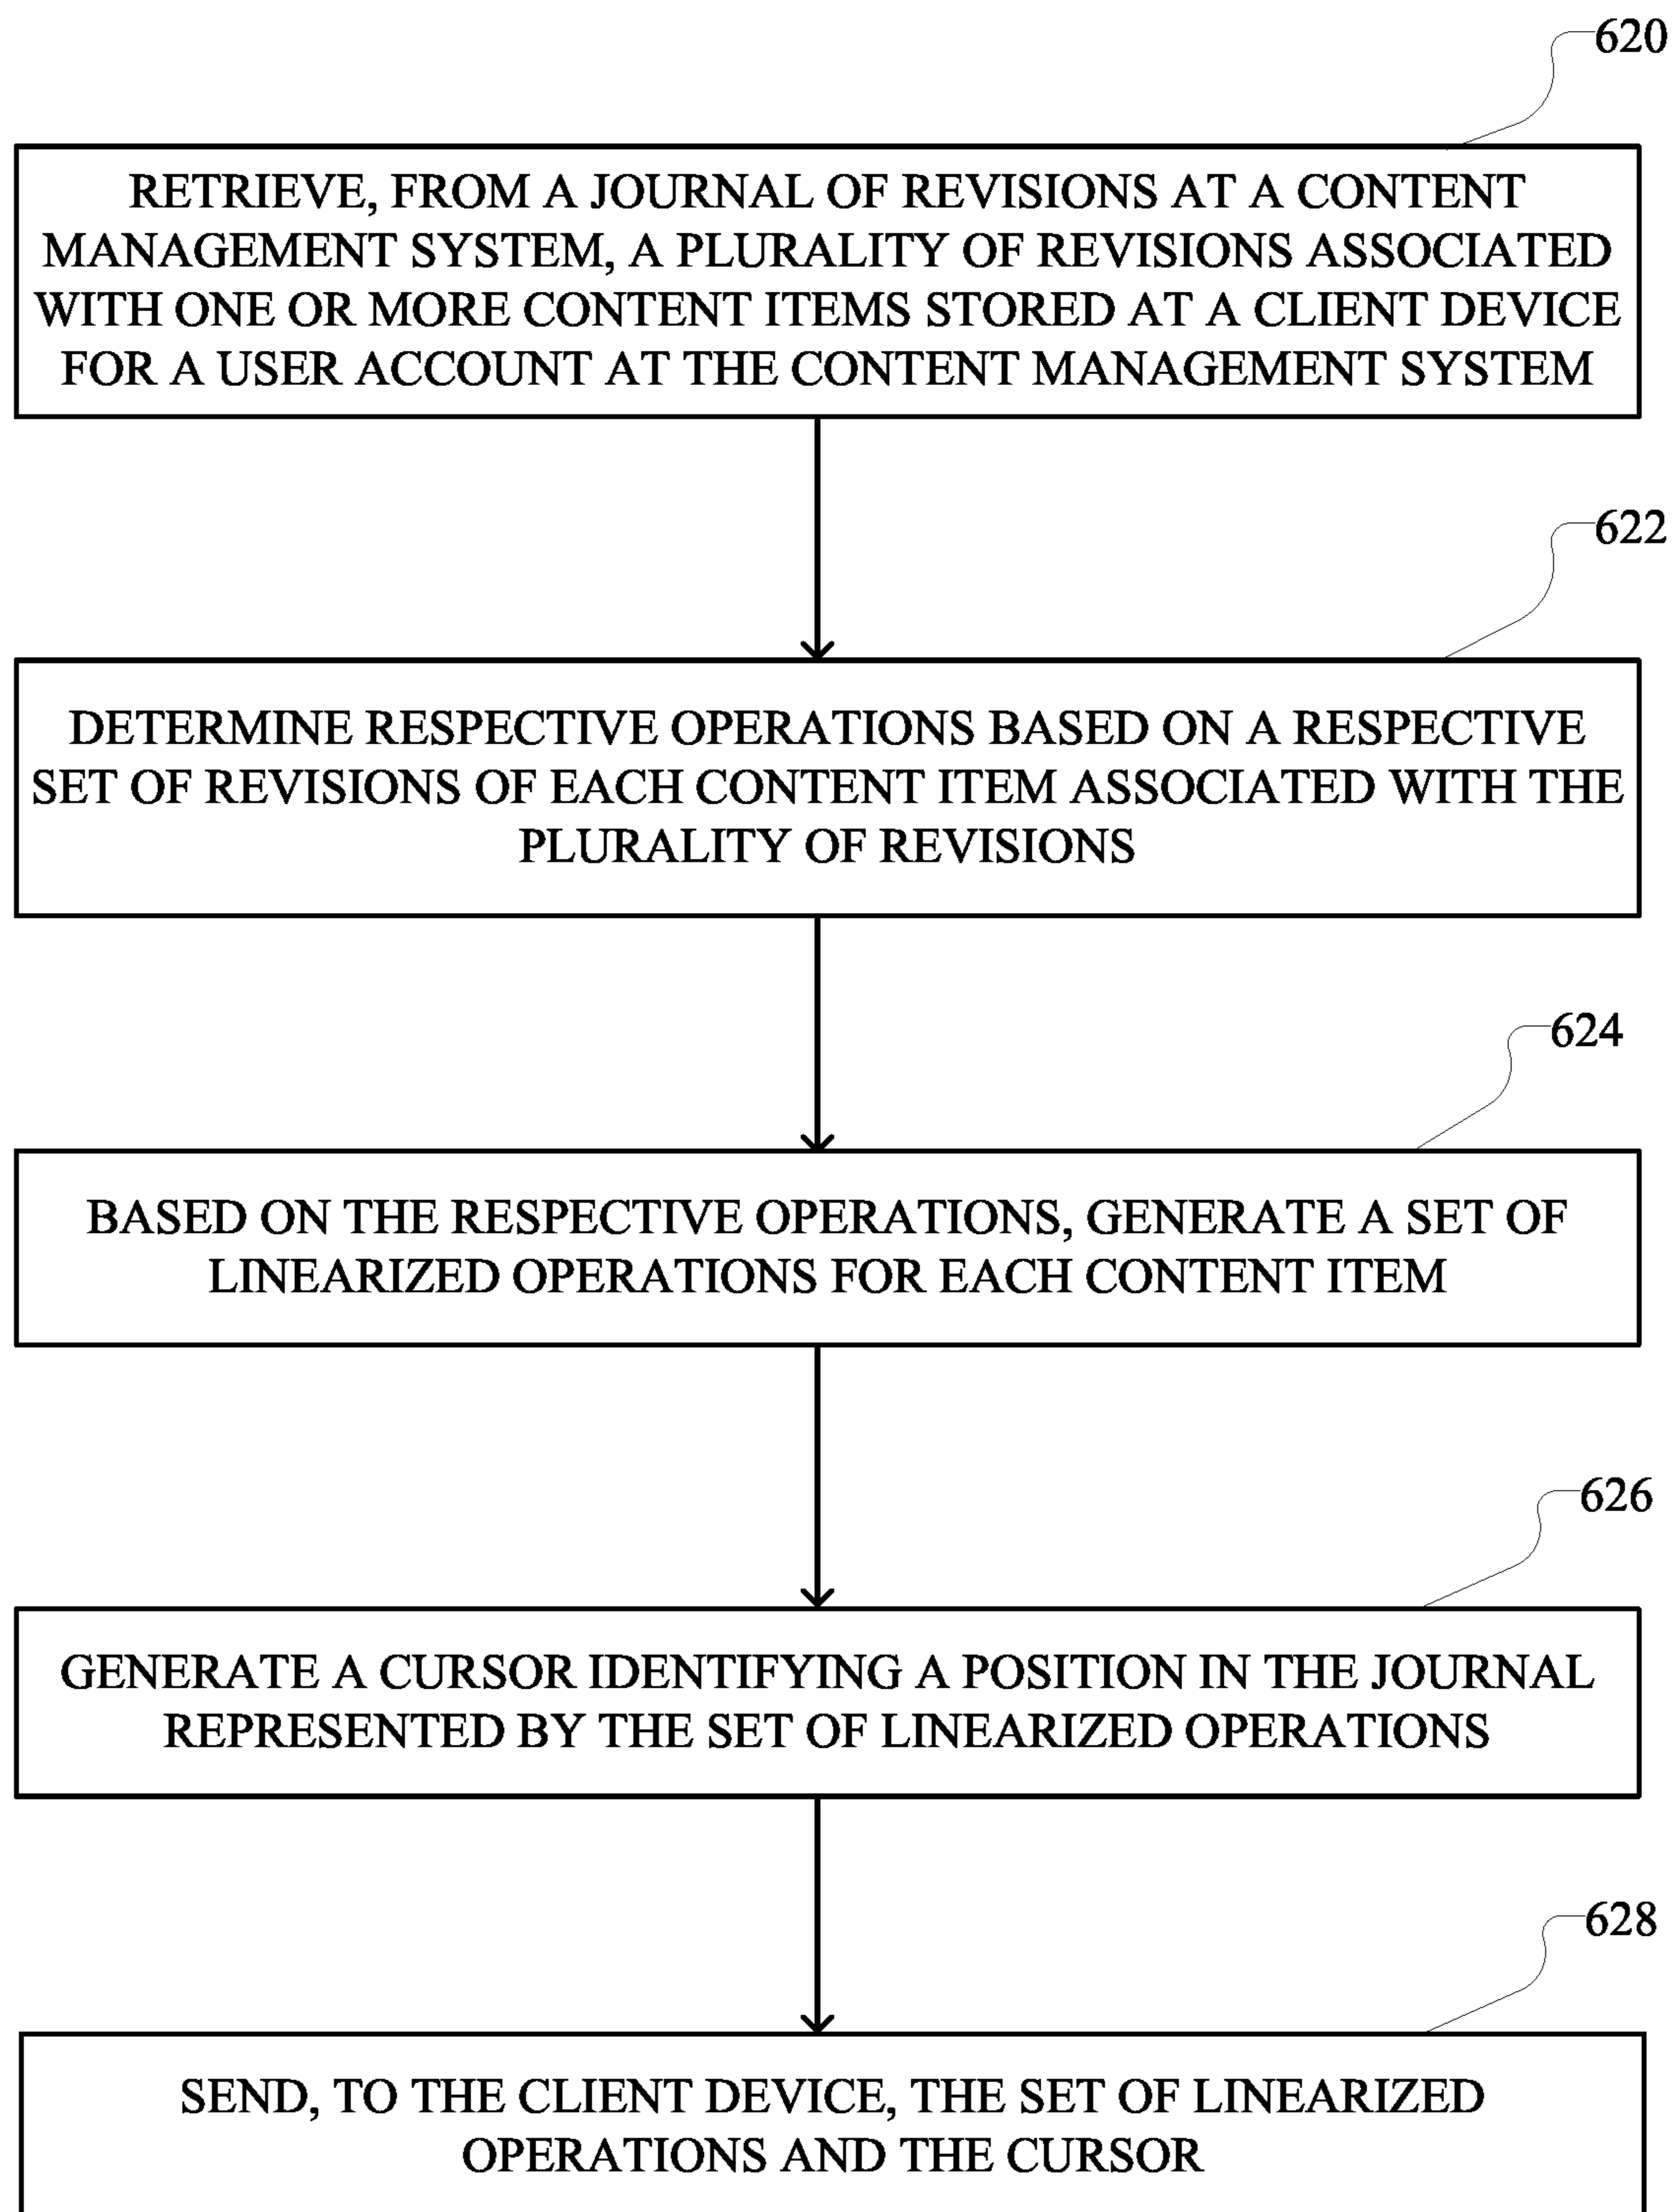 620
RETRIEVE, FROM A JOURNAL OF REVISIONS AT A CONTENT
MANAGEMENT SYSTEM, A PLURALITY OF REVISIONS ASSOCIATED
WITH ONE OR MORE CONTENT ITEMS STORED AT A CLIENT DEVICE
FOR A USER ACCOUNT AT THE CONTENT MANAGEMENT SYSTEM
622
DETERMINE RESPECTIVE OPERATIONS BASED ON A RESPECTIVE
SET OF REVISIONS OF EACH CONTENT ITEM ASSOCIATED WITH THE
PLURALITY OF REVISIONS
624
BASED ON THE RESPECTIVE OPERATIONS, GENERATE A SET OF
LINEARIZED OPERATIONS FOR EACH CONTENT ITEM
626
GENERATE A CURSOR IDENTIFYING A POSITION IN THE JOURNAL
REPRESENTED BY THE SET OF LINEARIZED OPERATIONS
628
SEND, TO THE CLIENT DEVICE, THE SET OF LINEARIZED
OPERATIONS AND THE CURSOR